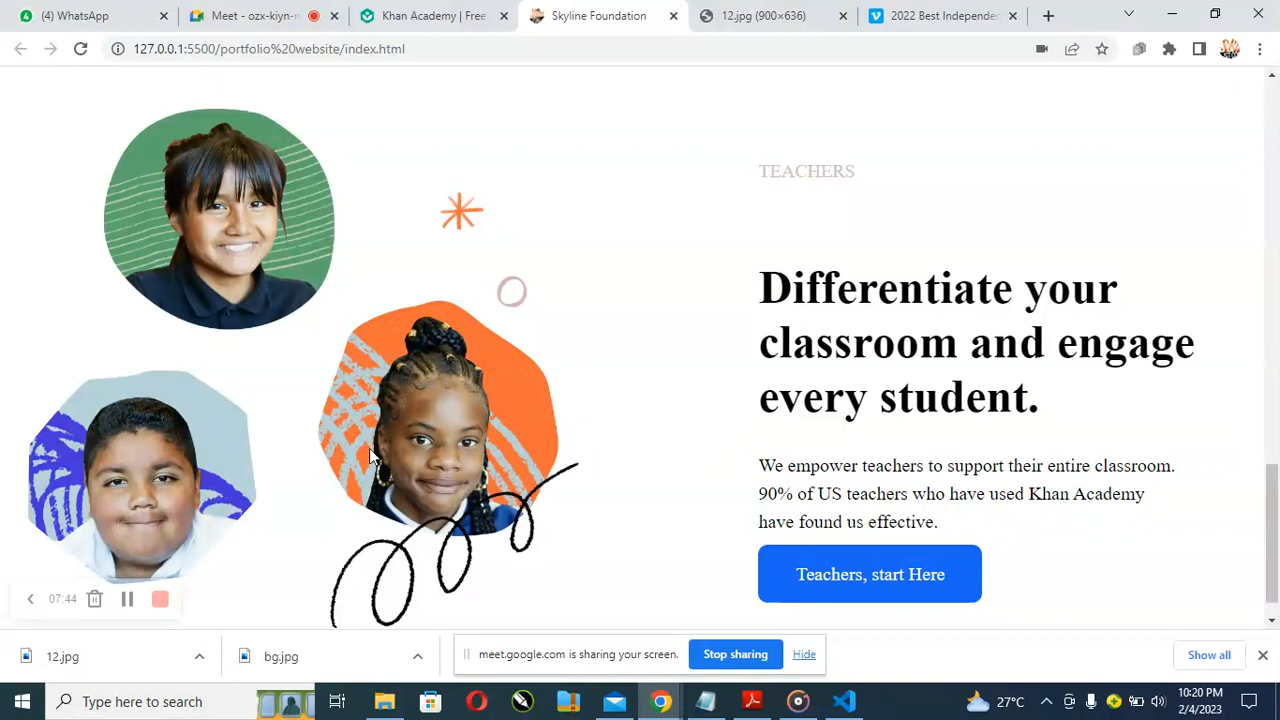 (4) WhatsApp
Meet - ozx-kiyn-n
Khan Academy | Free
Skyline Foundation
12.jpg (900×636)
2022 Best Independen
127.0.0.1:5500/portfolio%20website/index.html
TEACHERS
Differentiate your
classroom and engage
every student.
We empower teachers to support their entire classroom.
90% of US teachers who have used Khan Academy
have found us effective.
Teachers, start Here
07:44
12.jpg
bg.jpg
meet.google.com is sharing your screen.
Stop sharing
Hide
Show all
Type here to search
27°C
10:20 PM
2/4/2023